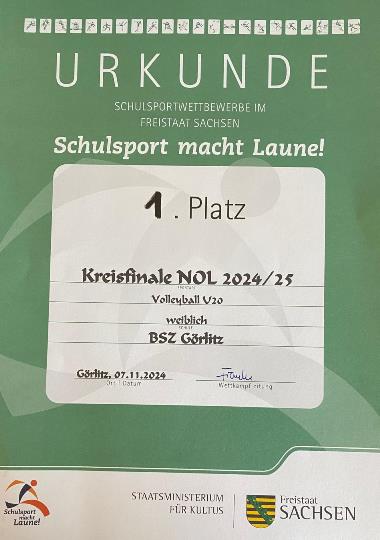 URKUNDE
SCHULSPORTWETTBEWERBE IM
FREISTAAT SACHSEN
Schulsport macht Laune!
1. Platz
Kreisfinale NOL 2024/25
Volleyball U20
weiblich
BSZ Görlitz
Görlitz, 07.11.2024
Ort / Datum
Wettkampfleitung
Schulsport
macht
Laune!
STAATSMINISTERIUM
FÜR KULTUS
Freistaat
SACHSEN